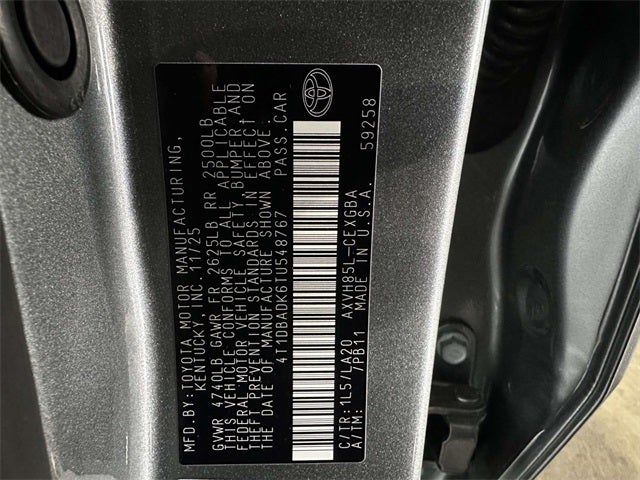 MFD.BY:TOYOTA MOTOR MANUFACTURING,
KENTUCKY, INC. 11/25
GVWR 4740LB GAWR FR 2625LB RR 2500LB
THIS VEHICLE CONFORMS TO ALL APPLICABLE
FEDERAL MOTOR VEHICLE SAFETY BUMPER, AND
THEFT PREVENTION STANDARDS IN EFFECT ON
THE DATE OF MANUFACTURE SHOWN ABOVE.
4T1DBADK6TU548767 PASS.CAR
C/TR:1L5/LA20 AXVH85L-CEXGBA
A/TM: /PB11 MADE IN U.S.A.
59258